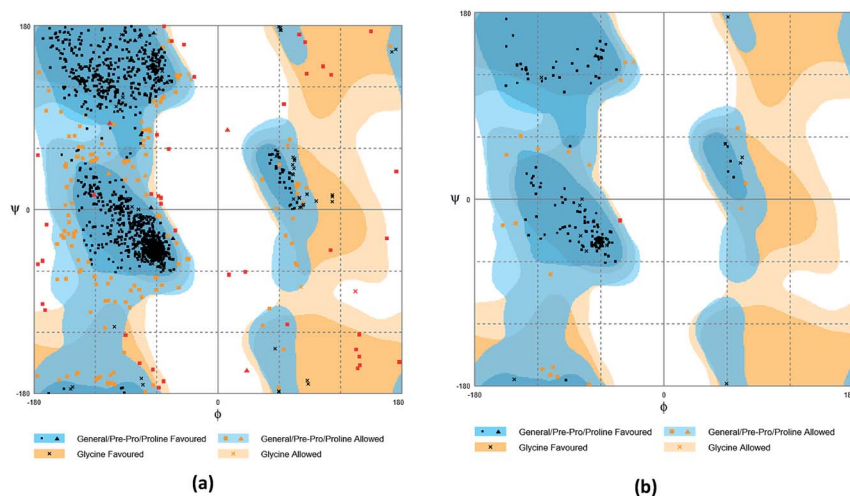 180
ψ
0
-180
-180
0
φ
180
General/Pre-Pro/Proline Favoured
General/Pre-Pro/Proline Allowed
Glycine Favoured
Glycine Allowed
(a)
180
ψ
0
-180
-180
0
φ
180
General/Pre-Pro/Proline Favoured
General/Pre-Pro/Proline Allowed
Glycine Favoured
Glycine Allowed
(b)